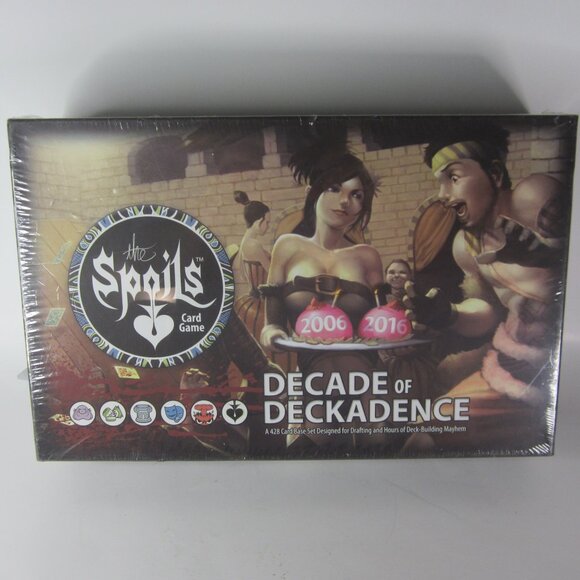 the
Spoils™
Card
Game
2006 2016
DECADE OF
DECKADENCE
A 428 Card Base Set Designed for Drafting and Hours of Deck-Building Mayhem